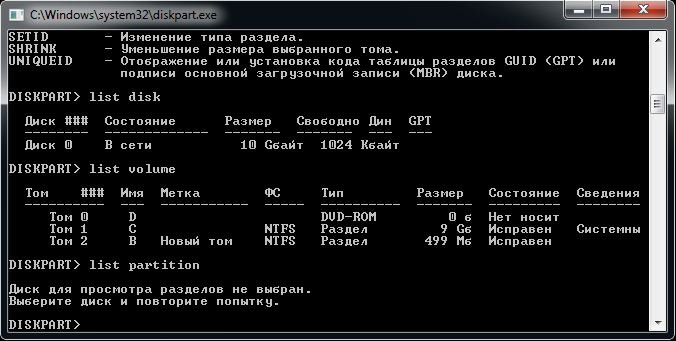 C:\Windows\system32\diskpart.exe
SETID - Изменение типа раздела.
SHRINK - Уменьшение размера выбранного тома.
UNIQUEID - Отображение или установка кода таблицы разделов GUID (GPT) или
подписи основной загрузочной записи (MBR) диска.
DISKPART> list disk
Диск ### Состояние Размер Свободно Дин GPT
-------- ------------- ------- ------- --- ---
Диск 0 В сети 10 Gбайт 1024 Kбайт
DISKPART> list volume
Том ### Имя Метка ФС Тип Размер Состояние Сведения
---------- --- ----------- ----- ---------- ------- --------- --------
Том 0 D DVD-ROM 0 б Нет носит
Том 1 C NTFS Раздел 9 Gб Исправен Системны
Том 2 B Новый том NTFS Раздел 499 Mб Исправен
DISKPART> list partition
Диск для просмотра разделов не выбран.
Выберите диск и повторите попытку.
DISKPART>